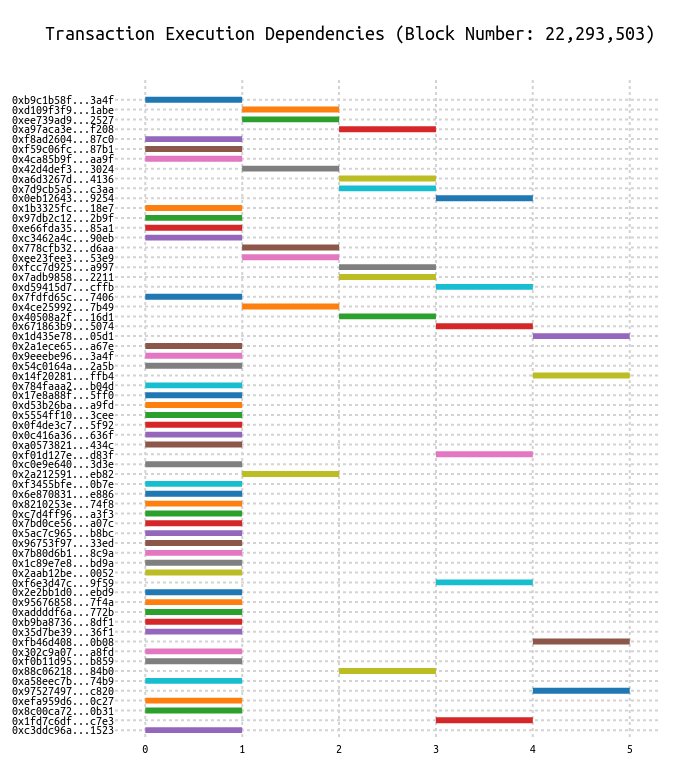 Transaction Execution Dependencies (Block Number: 22,293,503)
0xb9c1b58f...3a4f
0xd109f3f9...1abe
0xee739ad9...2527
0xa97aca3e...f208
0xf8ad2604...87c0
0xf59c06fc...87b1
0x4ca85b9f...aa9f
0x42d4def3...3024
0xa6d3267d...4136
0x7d9cb5a5...c3aa
0x0eb12643...9254
0x1b3325fc...18e7
0x97db2c12...2b9f
0xe66fda35...85a1
0xc3462a4c...90eb
0x778cfb32...d6aa
0xee23fee3...53e9
0xfcc7d925...a997
0x7adb9858...2211
0xd59415d7...cffb
0x7fdfd65c...7406
0x4ce25992...7b49
0x40508a2f...16d1
0x671863b9...5074
0x1d435e78...05d1
0x2a1ece65...a67e
0x9eeebe96...3a4f
0x54c0164a...2a5b
0x14f20281...ffb4
0x784faaa2...b04d
0x17e8a88f...5ff0
0xd53b26ba...a9fd
0x5554ff10...3cee
0x0f4de3c7...5f92
0x0c416a36...636f
0xa0573821...434c
0xf01d127e...d83f
0xc0e9e640...3d3e
0x2a212591...eb82
0xf3455bfe...0b7e
0x6e870831...e886
0x8210253e...74f8
0xc7d4ff96...a3f3
0x7bd0ce56...a07c
0x5ac7c965...b8bc
0x96753f97...33ed
0x7b80d6b1...8c9a
0x1c89e7e8...bd9a
0x2aab12be...0052
0xf6e3d47c...9f59
0x2e2bb1d0...ebd9
0x95676858...7f4a
0xaddddf6a...772b
0xb9ba8736...8df1
0x35d7be39...36f1
0xfb46d408...0b08
0x302c9a07...a8fd
0xf0b11d95...b859
0x88c06218...84b0
0xa58eec7b...74b9
0x97527497...c820
0xefa959d6...0c27
0x8c00ca72...0b31
0x1fd7c6df...c7e3
0xc3ddc96a...1523
0 1 2 3 4 5